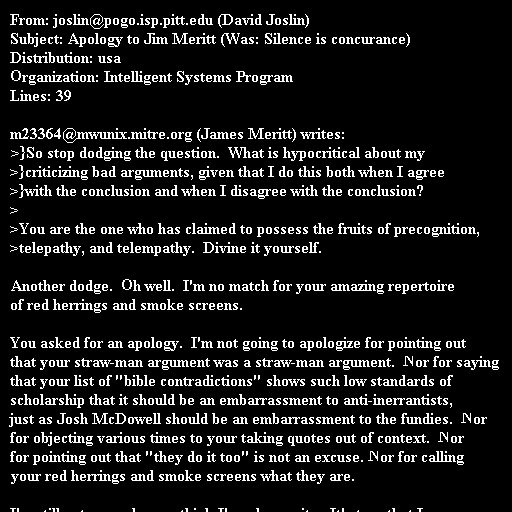 From: joslin@pogo.isp.pitt.edu (David Joslin)
Subject: Apology to Jim Meritt (Was: Silence is concurance)
Distribution: usa
Organization: Intelligent Systems Program
Lines: 39

m23364@mwunix.mitre.org (James Meritt) writes:
>}So stop dodging the question.  What is hypocritical about my
>}criticizing bad arguments, given that I do this both when I agree
>}with the conclusion and when I disagree with the conclusion?
>
>You are the one who has claimed to possess the fruits of precognition,
>telepathy, and telempathy.  Divine it yourself.

Another dodge.  Oh well.  I'm no match for your amazing repertoire
of red herrings and smoke screens.

You asked for an apology.  I'm not going to apologize for pointing out
that your straw-man argument was a straw-man argument.  Nor for saying
that your list of "bible contradictions" shows such low standards of
scholarship that it should be an embarrassment to anti-inerrantists,
just as Josh McDowell should be an embarrassment to the fundies.  Nor
for objecting various times to your taking quotes out of context.  Nor
for pointing out that "they do it too" is not an excuse. Nor for calling
your red herrings and smoke screens what they are.